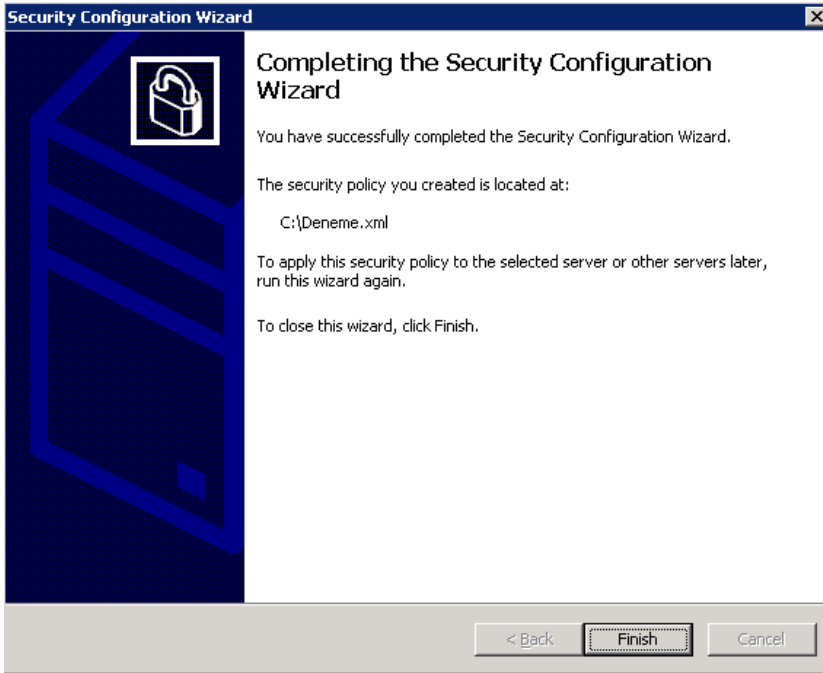 Security Configuration Wizard
Completing the Security Configuration
Wizard
You have successfully completed the Security Configuration Wizard.
The security policy you created is located at:
C:\Deneme.xml
To apply this security policy to the selected server or other servers later,
run this wizard again.
To close this wizard, click Finish.
< Back
Finish
Cancel